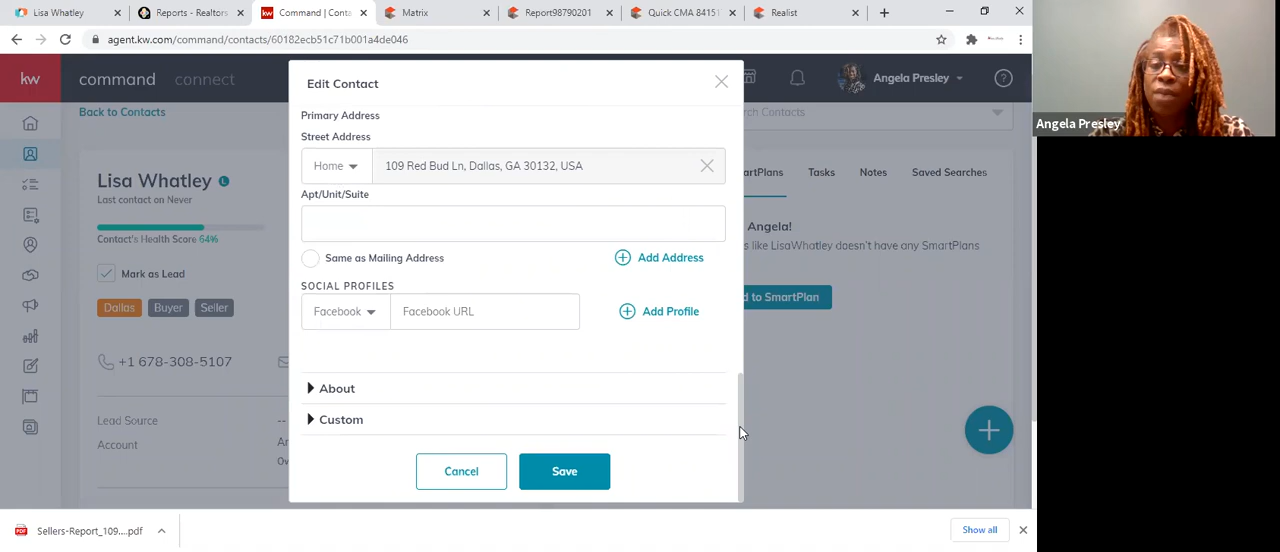 Lisa Whatley
Reports - Realtors
Command | Conta
Matrix
Report98790201
Quick CMA 84151
Realist
agent.kw.com/command/contacts/60182ecb51c71b001a4de046
kw
command
connect
Angela Presley
Angela Presley
Back to Contacts
Edit Contact
Search Contacts
Primary Address
Street Address
Home
109 Red Bud Ln, Dallas, GA 30132, USA
Apt/Unit/Suite
Same as Mailing Address
Add Address
SOCIAL PROFILES
Facebook
Facebook URL
Add Profile
About
Custom
Cancel
Save
Lisa Whatley L
Last contact on Never
Contact's Health Score 64%
Mark as Lead
Dallas
Buyer
Seller
+1 678-308-5107
Lead Source
--
Account
An
Ow
artPlans
Tasks
Notes
Saved Searches
Angela!
s like LisaWhatley doesn't have any SmartPlans
d to SmartPlan
Sellers-Report_109....pdf
Show all